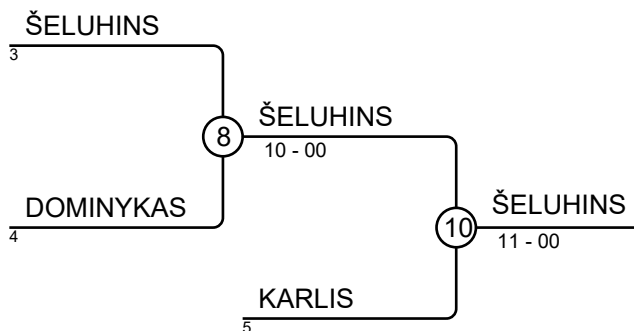 ŠELUHINS
3
8
ŠELUHINS
10 - 00
DOMINYKAS
4
10
ŠELUHINS
11 - 00
KARLIS
5